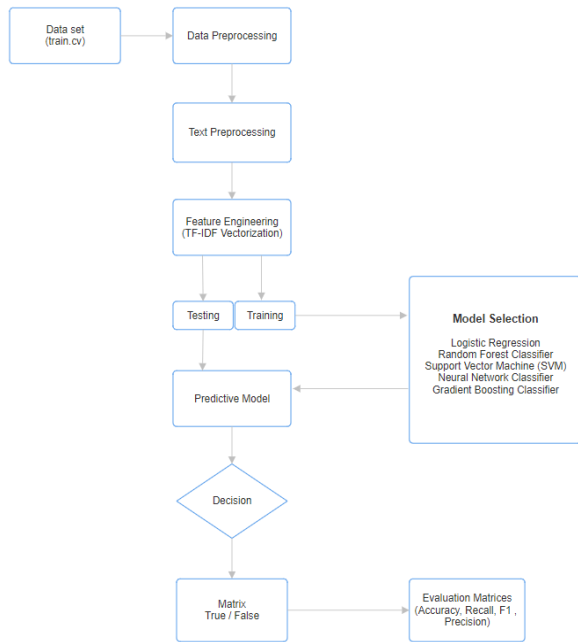 Data set
(train.cv)
Data Preprocessing
Text Preprocessing
Feature Engineering
(TF-IDF Vectorization)
Testing
Training
Model Selection
Logistic Regression
Random Forest Classifier
Support Vector Machine (SVM)
Neural Network Classifier
Gradient Boosting Classifier
Predictive Model
Decision
Matrix
True / False
Evaluation Matrices
(Accuracy, Recall, F1 ,
Precision)